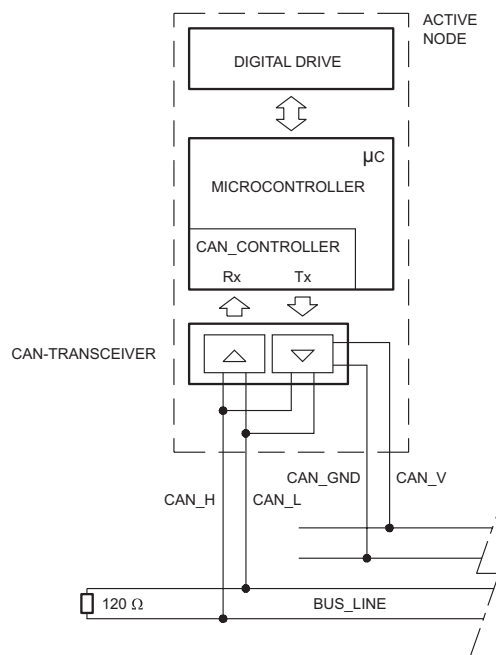 ACTIVE
NODE
DIGITAL DRIVE
µC
MICROCONTROLLER
CAN_CONTROLLER
Rx Tx
CAN-TRANSCEIVER
CAN_GND CAN_V
CAN_H CAN_L
120 Ω BUS_LINE